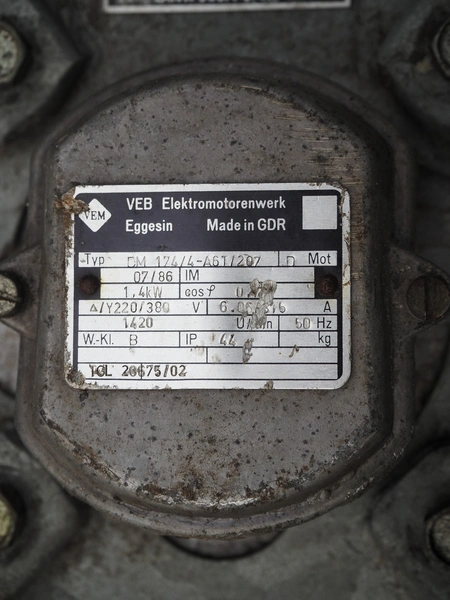 VEM
VEB Elektromotorenwerk
Eggesin Made in GDR
Typ DM 174/4-A61/207 D Mot
07/86 IM
1,4kW cos φ
Δ/Y220/380 V A
1420 U/min 50 Hz
W.-Kl. B IP 44 kg
TGL 20675/02